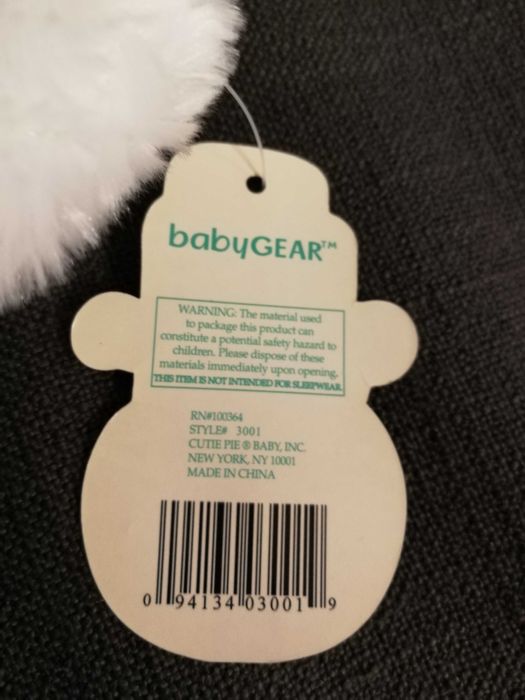 babyGEAR™
WARNING: The material used
to package this product can
constitute a potential safety hazard to
children. Please dispose of these
materials immediately upon opening.
THIS ITEM IS NOT INTENDED FOR SLEEPWEAR.
RN#100364
STYLE# 3001
CUTIE PIE ® BABY, INC.
NEW YORK, NY 10001
MADE IN CHINA
0 94134 03001 9